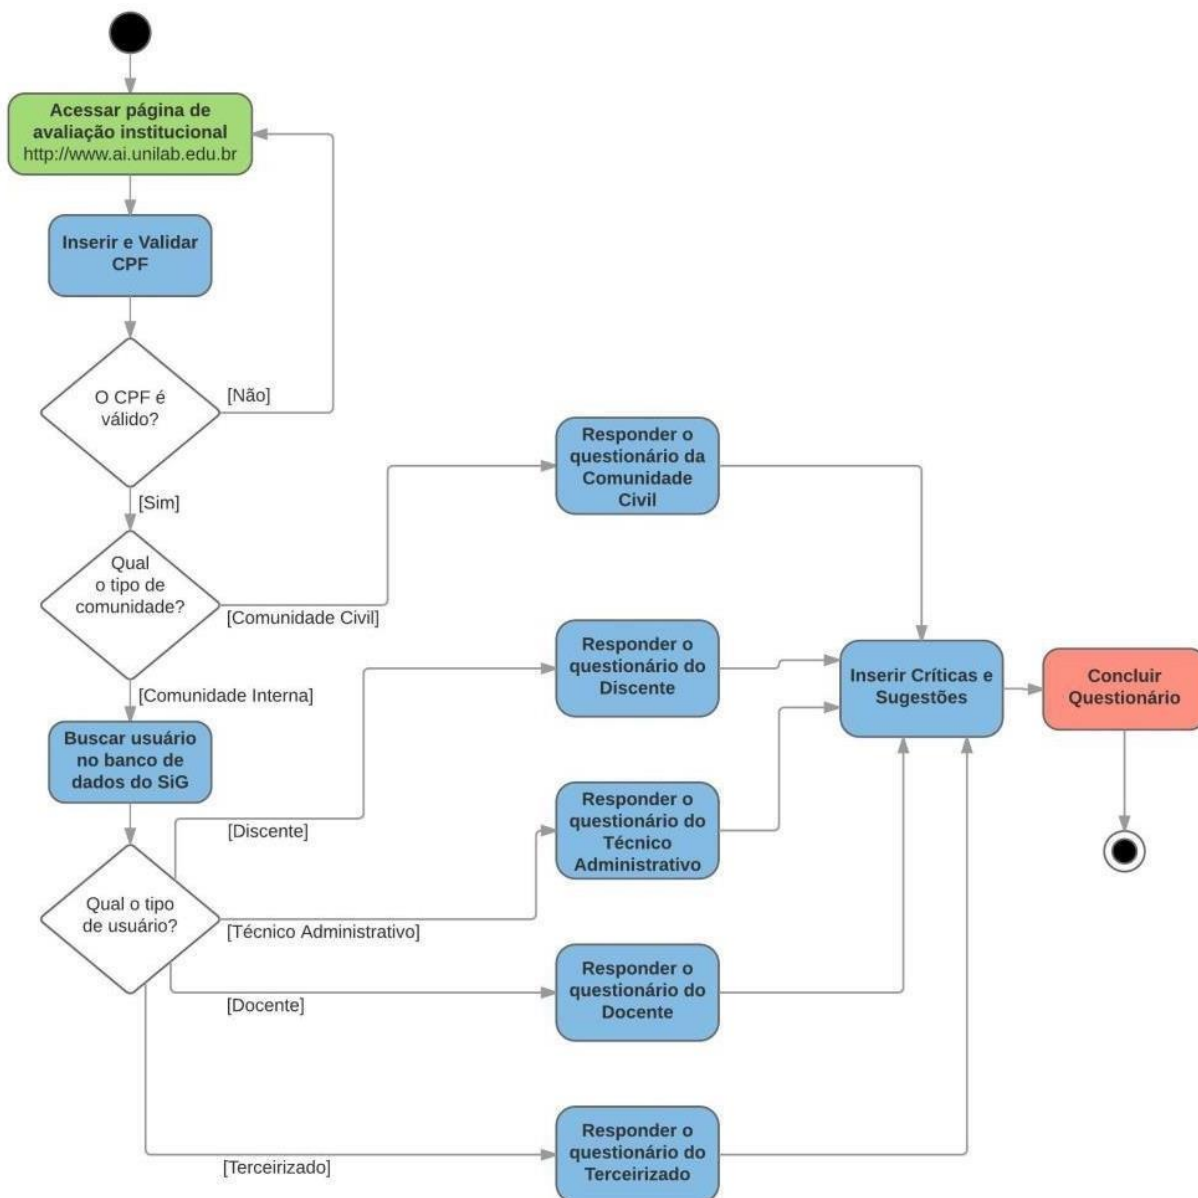 Acessar página de
avaliação institucional
http://www.ai.unilab.edu.br
Inserir e Validar
CPF
O CPF é
válido?
[Não]
[Sim]
Qual
o tipo de
comunidade?
[Comunidade Civil]
[Comunidade Interna]
Buscar usuário
no banco de
dados do SiG
Qual o tipo
de usuário?
[Discente]
[Técnico Administrativo]
[Docente]
[Terceirizado]
Responder o
questionário da
Comunidade
Civil
Responder o
questionário do
Discente
Responder o
questionário do
Técnico
Administrativo
Responder o
questionário do
Docente
Responder o
questionário do
Terceirizado
Inserir Críticas e
Sugestões
Concluir
Questionário